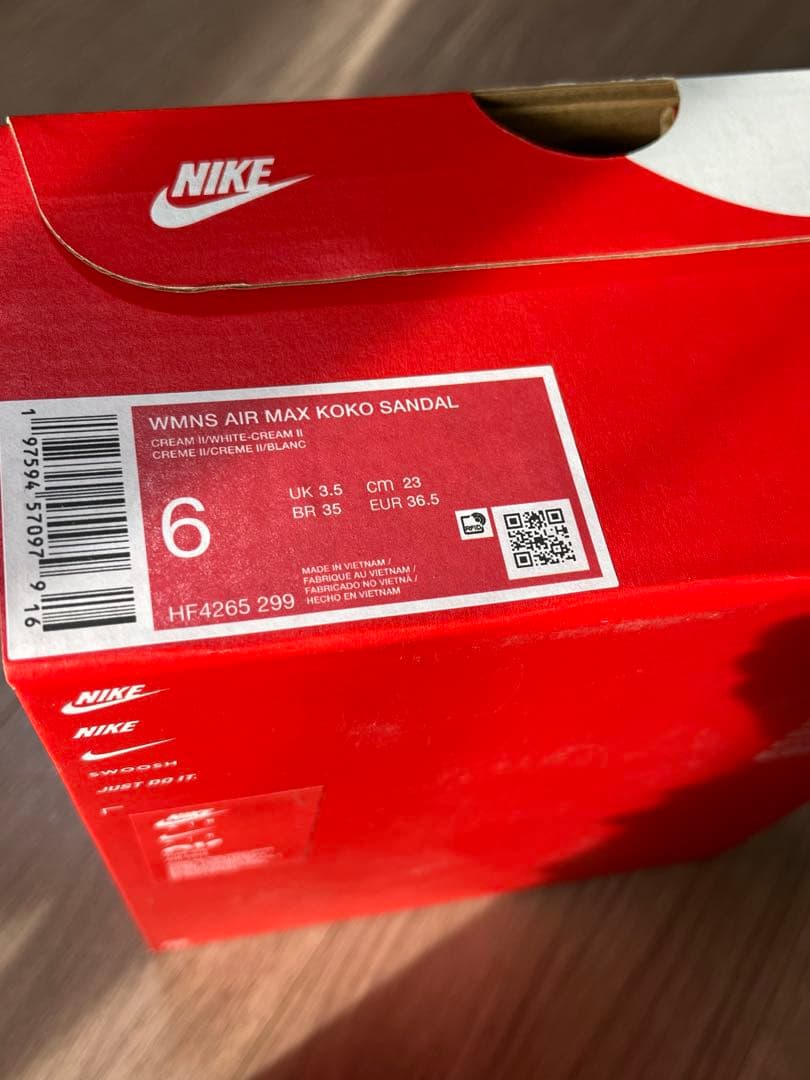 NIKE
WMNS AIR MAX KOKO SANDAL
CREAM II/WHITE-CREAM II
CREME II/CREME II/BLANC
6
UK 3.5 CM 23
BR 35 EUR 36.5
RFID
MADE IN VIETNAM /
FABRIQUE AU VIETNAM /
FABRICADO NO VIETNÃ /
HECHO EN VIETNAM
HF4265 299
1 97594 57097 9 16
NIKE
NIKE
SWOOSH
JUST DO IT.